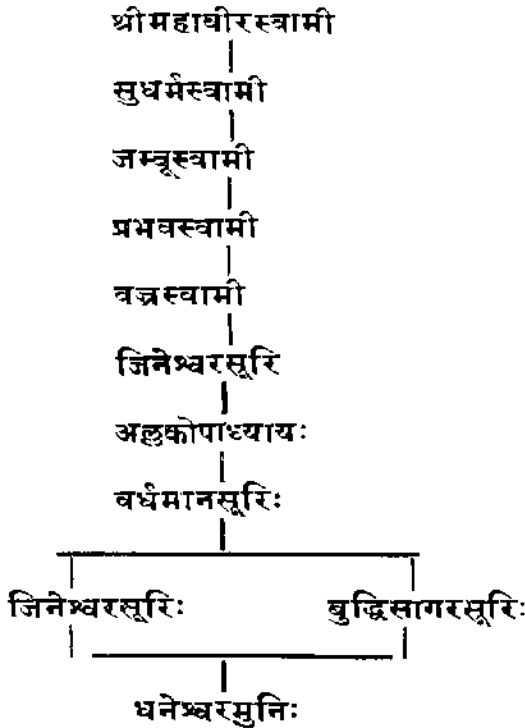 श्रीमहावीरस्वामी
सुधर्मस्वामी
जम्बूस्वामी
प्रभवस्वामी
वज्रस्वामी
जिनेश्वरसूरि
अल्लकोपाध्यायः
वर्धमानसूरिः
जिनेश्वरसूरिः बुद्धिसागरसूरिः
धनेश्वरमुनिः